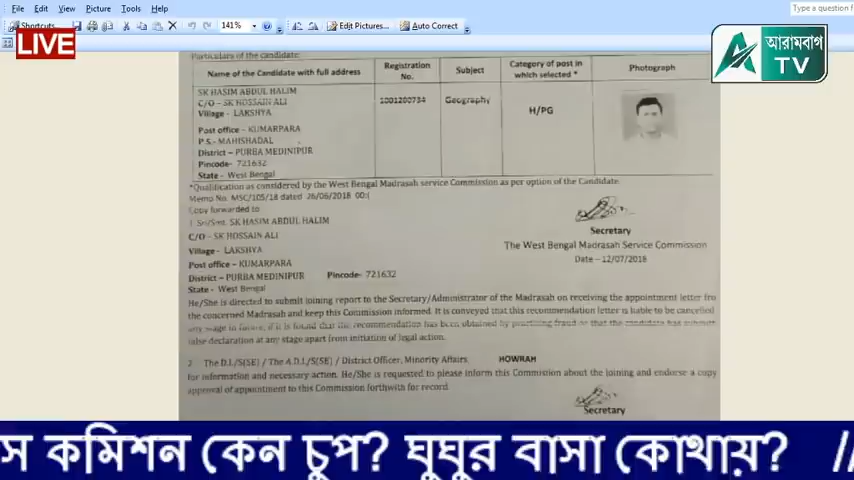 File Edit View Picture Tools Help
Type a question f
Shortcuts... 141% Edit Pictures... Auto Correct
LIVE
আরামবাগ
TV
Particulars of the candidate:
Name of the Candidate with full address Registration No. Subject Category of post in which selected * Photograph
SK HASIM ABDUL HALIM
C/O - SK HOSSAIN ALI
Village - LAKSHYA
Post office - KUMARPARA
P.S.- MAHISHADAL
District - PURBA MEDINIPUR
Pincode- 721632
State - West Bengal
1001200734 Geography H/PG
*Qualification as considered by the West Bengal Madrasah service Commission as per option of the Candidate.
Memo No. MSC/105/18 dated 26/06/2018 00:(
Copy forwarded to
1 Sri/Smt. SK HASIM ABDUL HALIM
C/O - SK HOSSAIN ALI
Village - LAKSHYA
Post office - KUMARPARA
District - PURBA MEDINIPUR Pincode- 721632
State - West Bengal
Secretary
The West Bengal Madrasah Service Commission
Date - 12/07/2018
He/She is directed to submit joining report to the Secretary/Administrator of the Madrasah on receiving the appointment letter fro
the concerned Madrasah and keep this Commission informed. It is conveyed that this recommendation letter is liable to be cancelled
any stage in future, if it is found that the recommendation has been obtained by practising fraud or that the candidate has
false declaration at any stage apart from initiation of legal action.
2 The D.I./S(SE) / The A.D.I./S(SE) / District Officer, Minority Affairs, HOWRAH
for information and necessary action. He/She is requested to please inform this Commission about the joining and endorse a copy
approval of appointment to this Commission forthwith for record.
Secretary
স কমিশন কেন চুপ? ঘুঘুর বাসা কোথায়? //